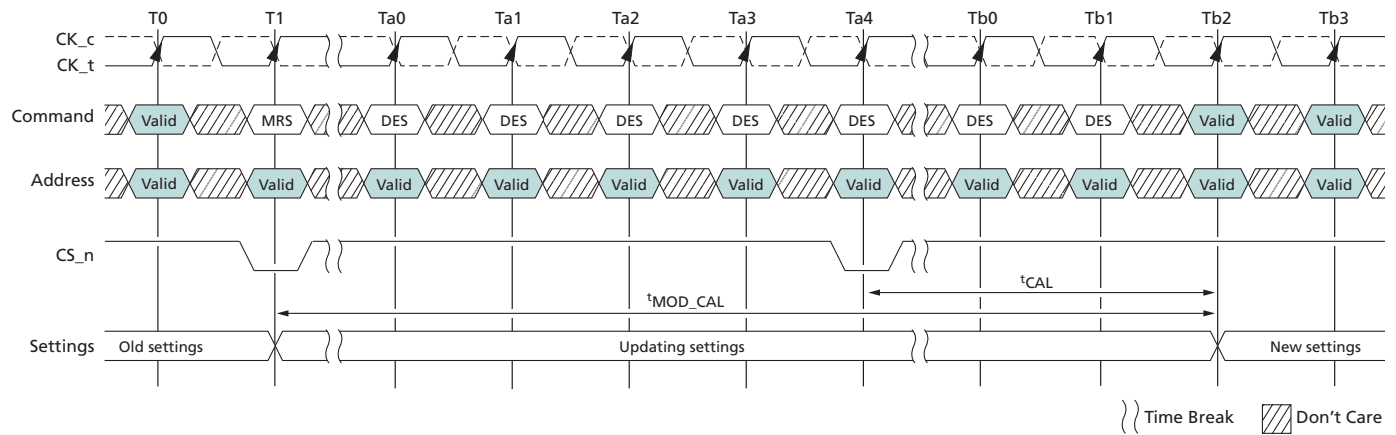 T0 T1 Ta0 Ta1 Ta2 Ta3 Ta4 Tb0 Tb1 Tb2 Tb3
CK_c
CK_t
Command Valid MRS DES DES DES DES DES DES DES Valid Valid
Address Valid Valid Valid Valid Valid Valid Valid Valid Valid Valid Valid
CS_n
tCAL
tMOD_CAL
Settings Old settings Updating settings New settings
Time Break Don't Care